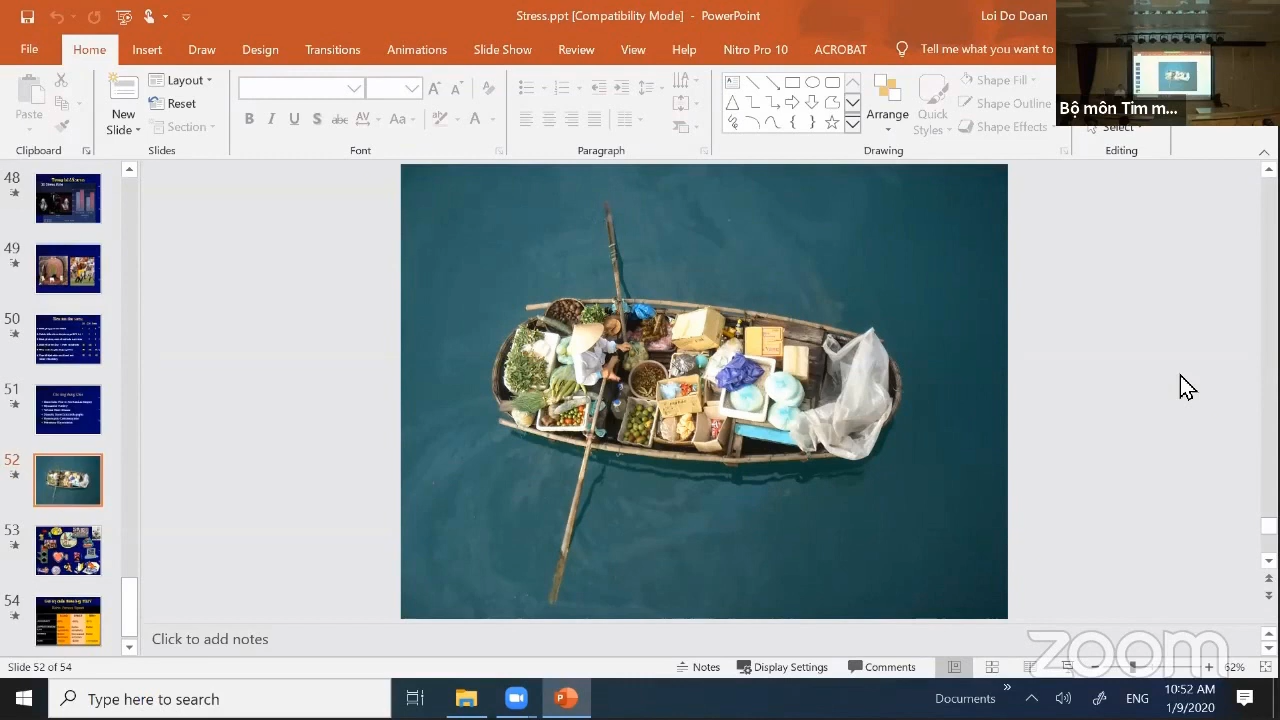 Stress.ppt [Compatibility Mode] - PowerPoint
Loi Do Doan
File Home Insert Draw Design Transitions Animations Slide Show Review View Help Nitro Pro 10 ACROBAT Tell me what you want to
Paste
New Slide
Layout
Reset
Section
Arrange
Quick Styles
Shape Fill
Shape Outline
Shape Effects
Select
Clipboard Slides Font Paragraph Drawing Editing
Bộ môn Tim m...
48
49
50
51
52
53
54
Click to add notes
zoom
Slide 52 of 54
Notes Display Settings Comments 62%
Type here to search
Documents ENG 10:52 AM
1/9/2020